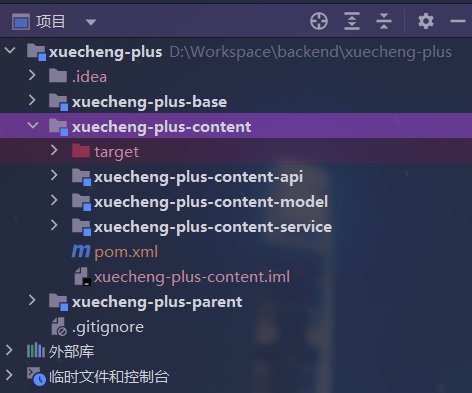 项目
xuecheng-plus D:\Workspace\backend\xuecheng-plus
.idea
xuecheng-plus-base
xuecheng-plus-content
target
xuecheng-plus-content-api
xuecheng-plus-content-model
xuecheng-plus-content-service
m pom.xml
xuecheng-plus-content.iml
xuecheng-plus-parent
.gitignore
外部库
临时文件和控制台